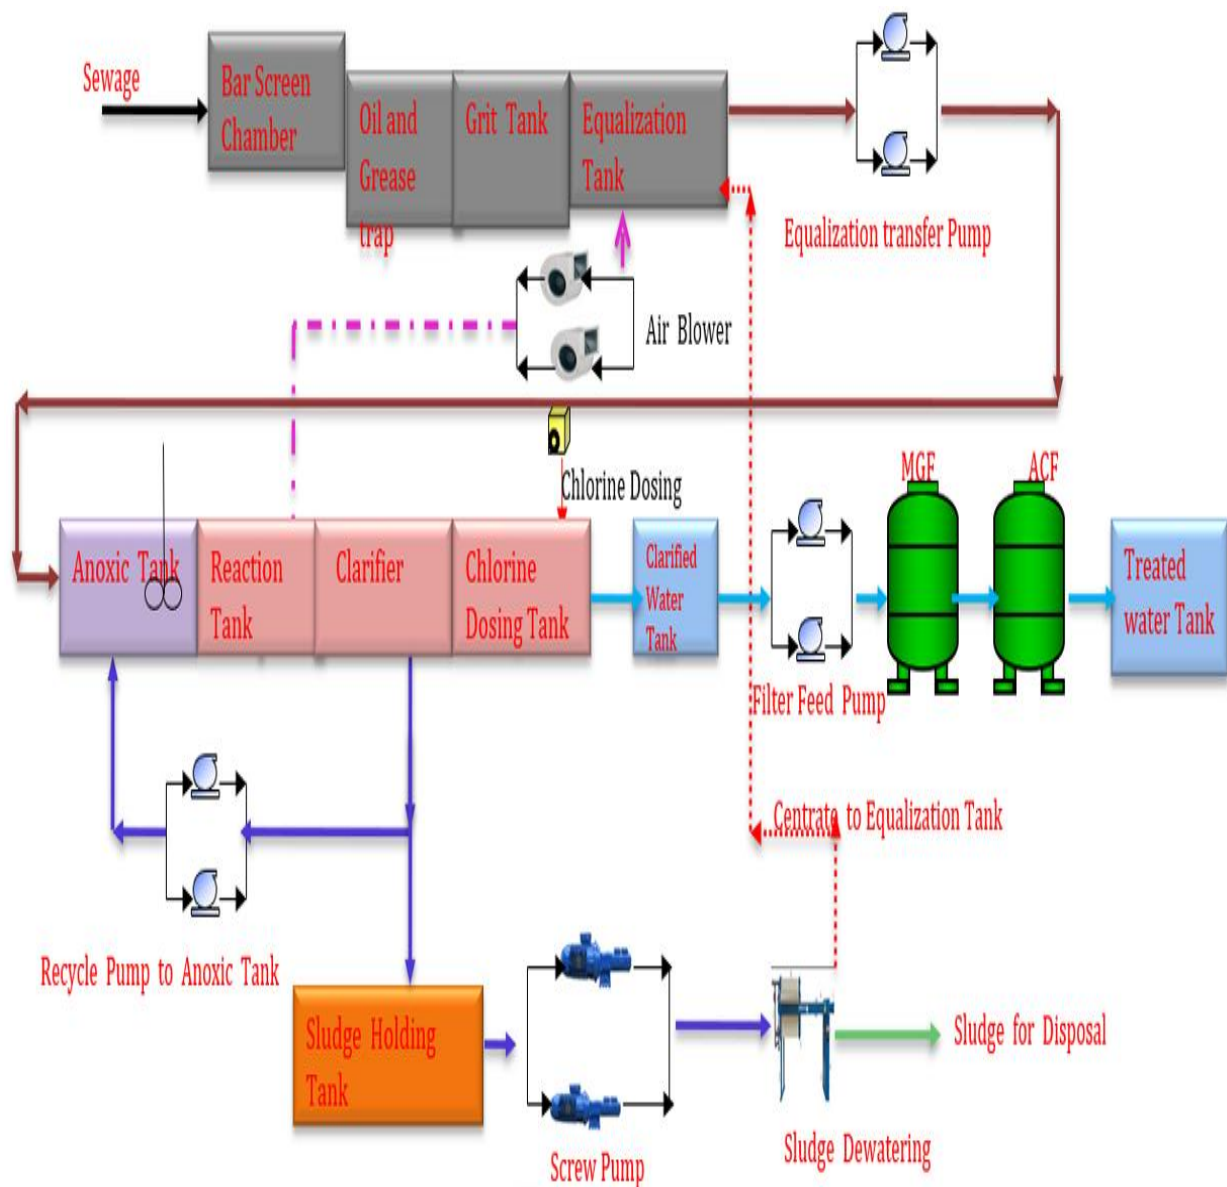 Sewage
Bar Screen
Chamber
Oil and
Grease
trap
Grit Tank
Equalization
Tank
Equalization transfer Pump
Air Blower
Chlorine Dosing
MGF
ACF
Anoxic Tank
Reaction
Tank
Clarifier
Chlorine
Dosing Tank
Clarified
Water
Tank
Treated
water Tank
Filter Feed Pump
Centrate to Equalization Tank
Recycle Pump to Anoxic Tank
Sludge Holding
Tank
Sludge for Disposal
Screw Pump
Sludge Dewatering